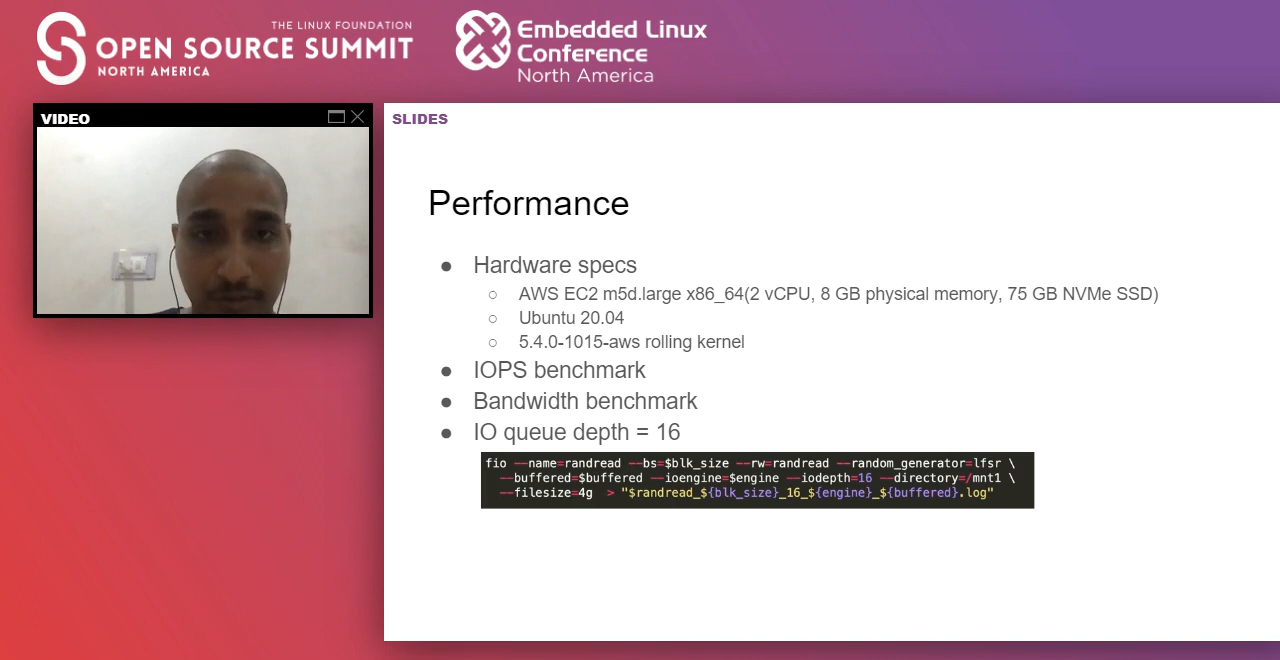 THE LINUX FOUNDATION
OPEN SOURCE SUMMIT
NORTH AMERICA
Embedded Linux
Conference
North America
VIDEO
SLIDES
Performance
● Hardware specs
○ AWS EC2 m5d.large x86_64(2 vCPU, 8 GB physical memory, 75 GB NVMe SSD)
○ Ubuntu 20.04
○ 5.4.0-1015-aws rolling kernel
● IOPS benchmark
● Bandwidth benchmark
● IO queue depth = 16
fio --name=randread --bs=$blk_size --rw=randread --random_generator=lfsr \
--buffered=$buffered --ioengine=$engine --iodepth=16 --directory=/mnt1 \
--filesize=4g > "$randread_${blk_size}_16_${engine}_${buffered}.log"